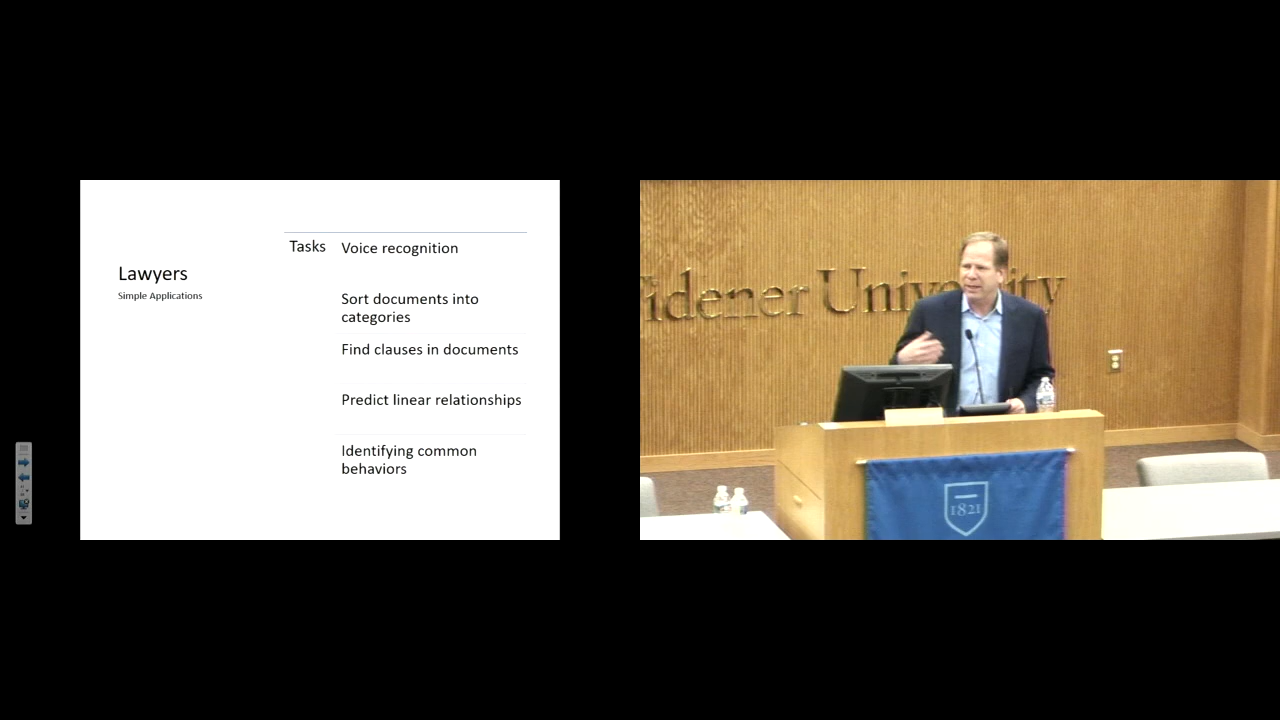 Lawyers
Simple Applications
Tasks
Voice recognition
Sort documents into
categories
Find clauses in documents
Predict linear relationships
Identifying common
behaviors
idener University
1821